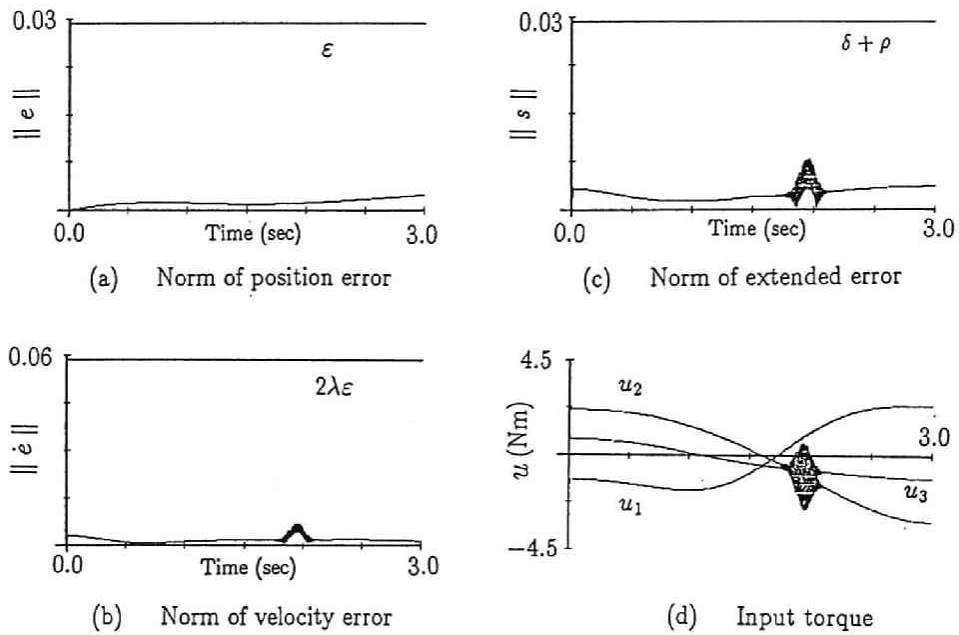 0.03
ε
‖ e ‖
0.0
Time (sec)
3.0
(a) Norm of position error
0.03
δ + ρ
‖ s ‖
0.0
Time (sec)
3.0
(c) Norm of extended error
0.06
2λε
‖ ė ‖
0.0
Time (sec)
3.0
(b) Norm of velocity error
4.5
u₂
u (Nm)
3.0
u₁
u₃
−4.5
(d) Input torque